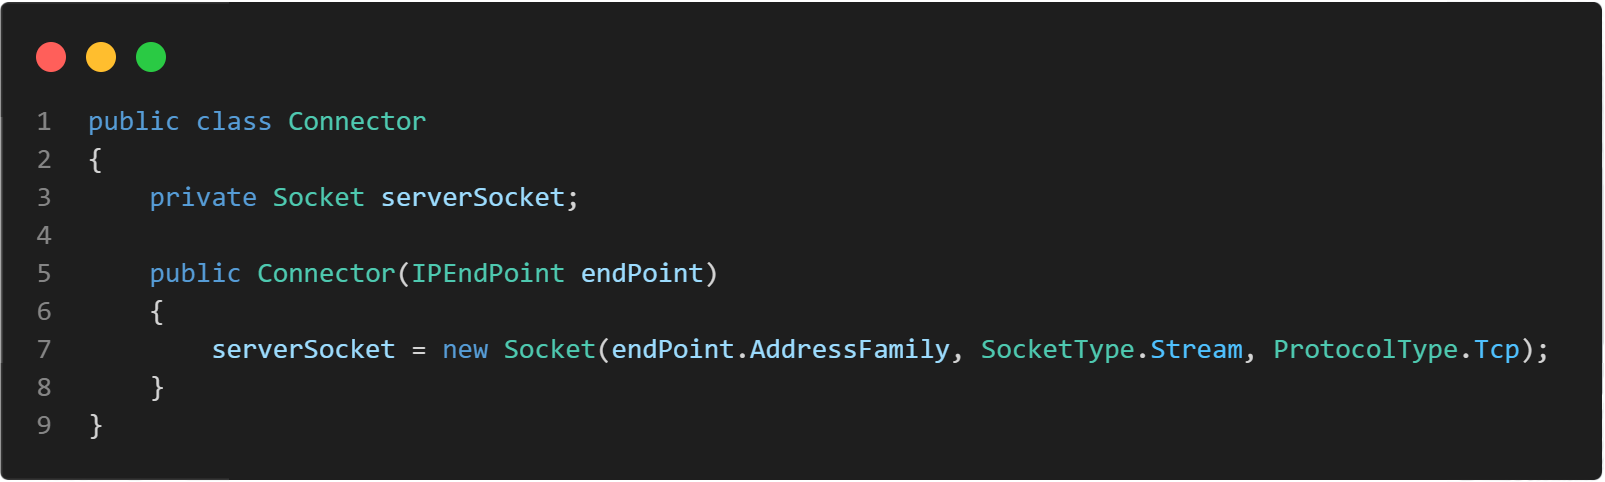 1 public class Connector
2 {
3     private Socket serverSocket;
4
5     public Connector(IPEndPoint endPoint)
6     {
7         serverSocket = new Socket(endPoint.AddressFamily, SocketType.Stream, ProtocolType.Tcp);
8     }
9 }